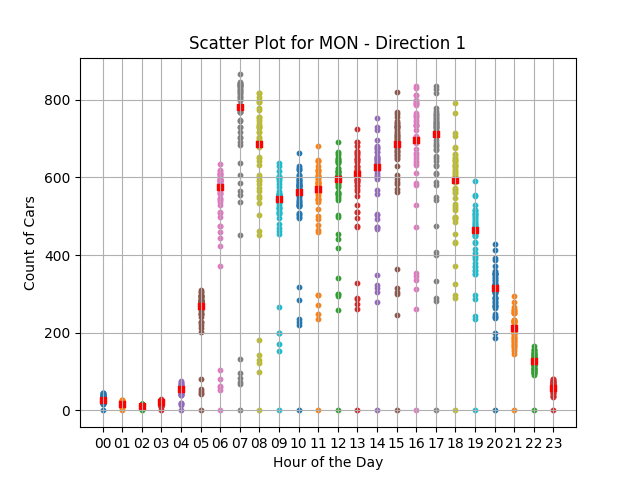 Scatter Plot for MON - Direction 1
Count of Cars
800
600
400
200
0
00 01 02 03 04 05 06 07 08 09 10 11 12 13 14 15 16 17 18 19 20 21 22 23
Hour of the Day